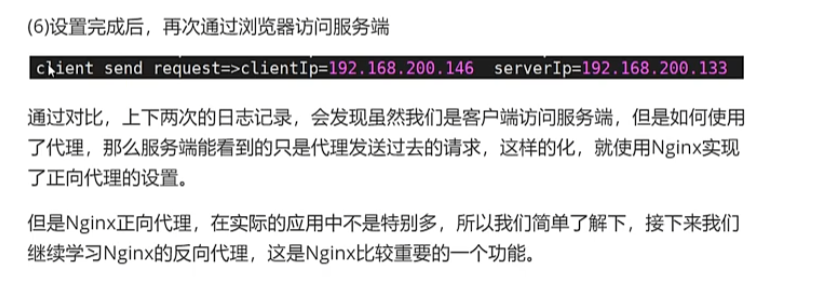 (6)设置完成后，再次通过浏览器访问服务端
client send request=>clientIp=192.168.200.146  serverIp=192.168.200.133
通过对比，上下两次的日志记录，会发现虽然我们是客户端访问服务端，但是如何使用
了代理，那么服务端能看到的只是代理发送过去的请求，这样的化，就使用Nginx实现
了正向代理的设置。
但是Nginx正向代理，在实际的应用中不是特别多，所以我们简单了解下，接下来我们
继续学习Nginx的反向代理，这是Nginx比较重要的一个功能。